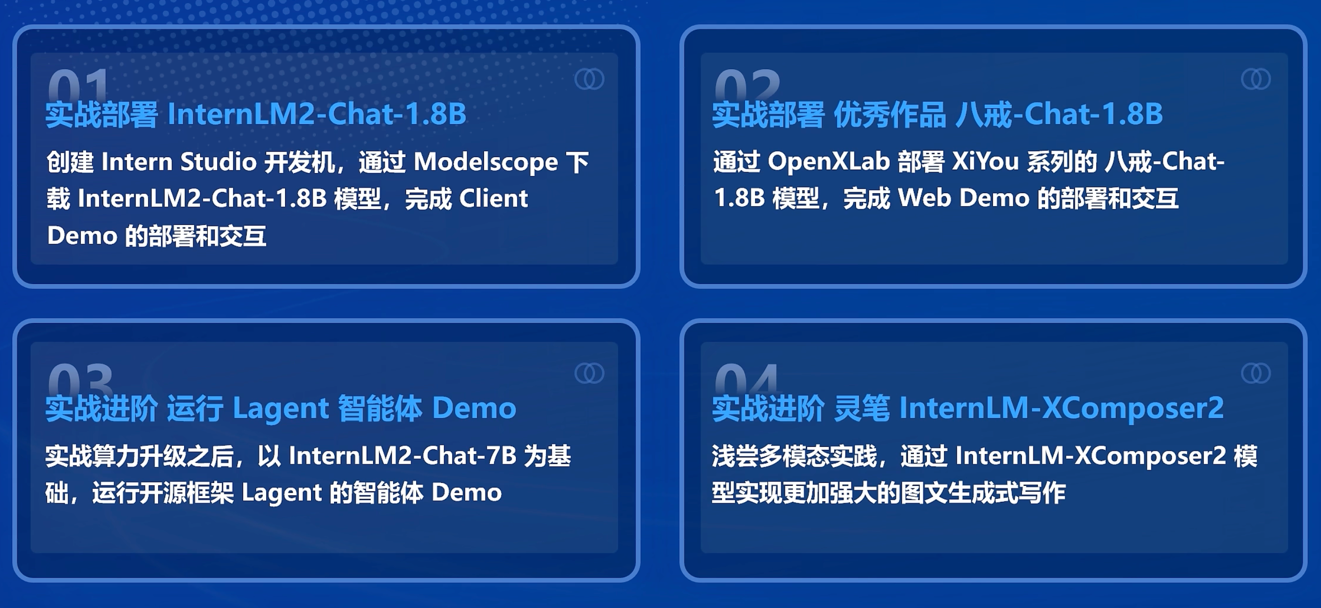 01
实战部署 InternLM2-Chat-1.8B
创建 Intern Studio 开发机，通过 Modelscope 下
载 InternLM2-Chat-1.8B 模型，完成 Client
Demo 的部署和交互
02
实战部署 优秀作品 八戒-Chat-1.8B
通过 OpenXLab 部署 XiYou 系列的 八戒-Chat-
1.8B 模型，完成 Web Demo 的部署和交互
03
实战进阶 运行 Lagent 智能体 Demo
实战算力升级之后，以 InternLM2-Chat-7B 为基
础，运行开源框架 Lagent 的智能体 Demo
04
实战进阶 灵笔 InternLM-XComposer2
浅尝多模态实践，通过 InternLM-XComposer2 模
型实现更加强大的图文生成式写作